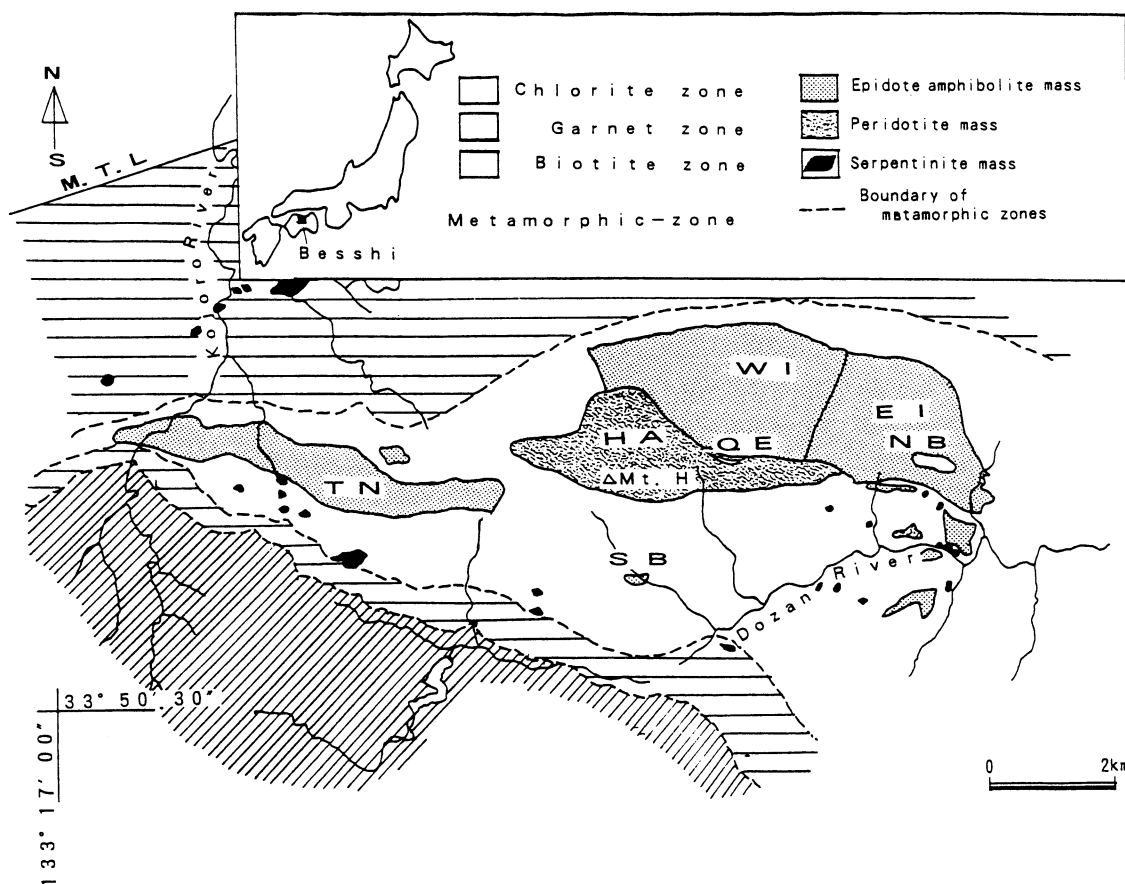 N
S
M. T. L
Kokuryo River
Chlorite zone
Garnet zone
Biotite zone
Metamorphic-zone
Besshi
Epidote amphibolite mass
Peridotite mass
Serpentinite mass
Boundary of
metamorphic zones
WI
EI
NB
HA
QE
ΔMt. H
TN
SB
Dozan River
33° 50' 30"
133° 17' 00"
0 2km